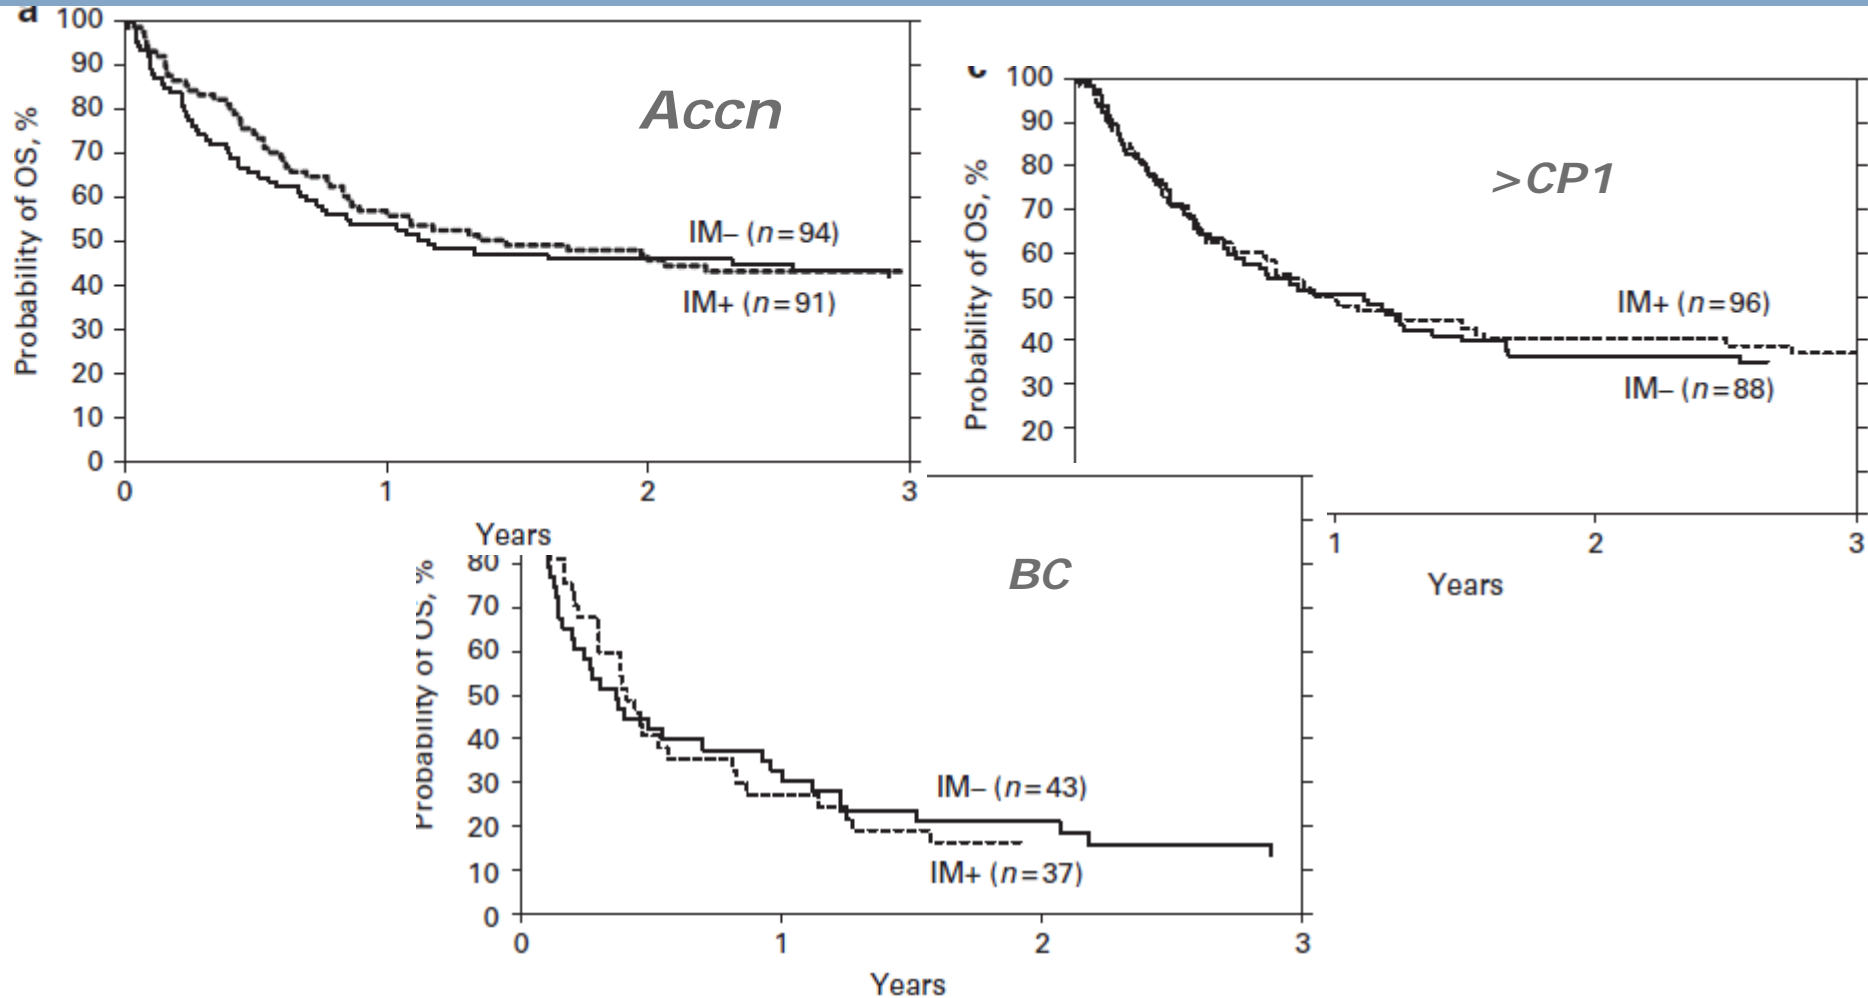 a
100
90
80
70
60
50
40
30
20
10
0
Probability of OS, %
Accn
IM– (n=94)
IM+ (n=91)
0 1 2 3
Years
c
100
90
80
70
60
50
40
30
20
Probability of OS, %
>CP1
IM+ (n=96)
IM– (n=88)
1 2 3
Years
80
70
60
50
40
30
20
10
0
Probability of OS, %
BC
IM– (n=43)
IM+ (n=37)
0 1 2 3
Years